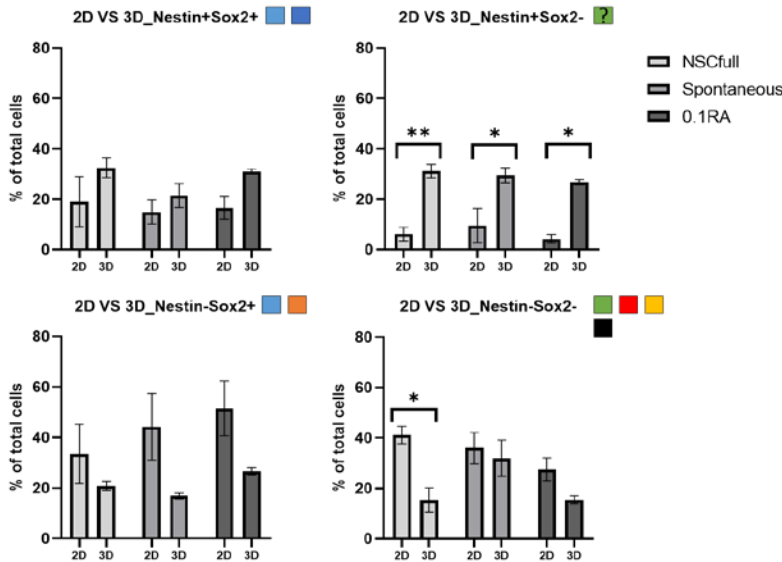 2D VS 3D_Nestin+Sox2+
% of total cells
80
60
40
20
0
2D 3D 2D 3D 2D 3D
2D VS 3D_Nestin+Sox2- ?
% of total cells
80
60
40
20
0
** * *
2D 3D 2D 3D 2D 3D
NSCfull
Spontaneous
0.1RA
2D VS 3D_Nestin-Sox2+
% of total cells
80
60
40
20
0
2D 3D 2D 3D 2D 3D
2D VS 3D_Nestin-Sox2-
% of total cells
80
60
40
20
0
*
2D 3D 2D 3D 2D 3D